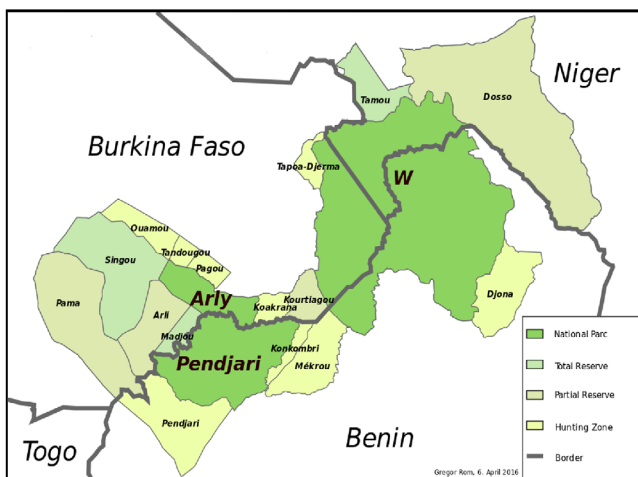 Niger
Tamou
Dosso
Burkina Faso
Tapoa-Djerma
W
Ouamou
Tandougou
Singou
Pagou
Djona
Pama
Arly
Koakrana
Kourtiagou
Arli
Madjou
Konkombri
Pendjari
Mékrou
Pendjari
Togo
Benin
National Parc
Total Reserve
Partial Reserve
Hunting Zone
Border
Gregor Rom, 6. April 2016